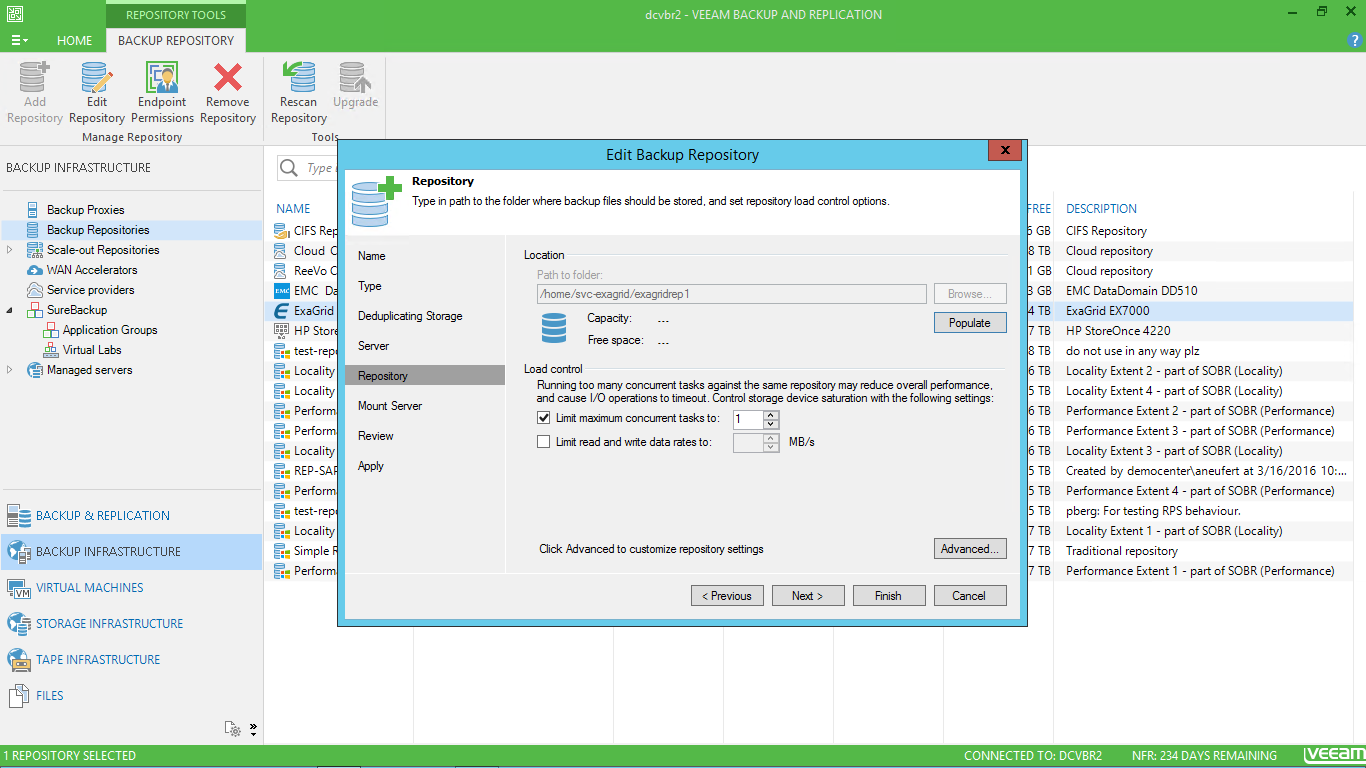 REPOSITORY TOOLS
dcvbr2 - VEEAM BACKUP AND REPLICATION
HOME
BACKUP REPOSITORY
?
Add Repository
Edit Repository
Endpoint Permissions
Remove Repository
Rescan Repository
Upgrade
Manage Repository
Tools
BACKUP INFRASTRUCTURE
Backup Proxies
Backup Repositories
Scale-out Repositories
WAN Accelerators
Service providers
SureBackup
Application Groups
Virtual Labs
Managed servers
BACKUP & REPLICATION
BACKUP INFRASTRUCTURE
VIRTUAL MACHINES
STORAGE INFRASTRUCTURE
TAPE INFRASTRUCTURE
FILES
Type
NAME
FREE
DESCRIPTION
CIFS Repo
GB
CIFS Repository
Cloud
8 TB
Cloud repository
ReeVo C
1 GB
Cloud repository
EMC
EMC Da
3 GB
EMC DataDomain DD510
ExaGrid
4 TB
ExaGrid EX7000
HP Store
7 TB
HP StoreOnce 4220
test-repo
8 TB
do not use in any way plz
Locality
6 TB
Locality Extent 2 - part of SOBR (Locality)
Locality
5 TB
Locality Extent 4 - part of SOBR (Locality)
Perform
6 TB
Performance Extent 2 - part of SOBR (Performance)
Perform
5 TB
Performance Extent 3 - part of SOBR (Performance)
Locality
6 TB
Locality Extent 3 - part of SOBR (Locality)
REP-SAP
5 TB
Created by democenter\aneufert at 3/16/2016 10:...
Perform
5 TB
Performance Extent 4 - part of SOBR (Performance)
test-repo
5 TB
pberg: For testing RPS behaviour.
Locality
7 TB
Locality Extent 1 - part of SOBR (Locality)
Simple R
7 TB
Traditional repository
Perform
7 TB
Performance Extent 1 - part of SOBR (Performance)
Edit Backup Repository
x
Repository
Type in path to the folder where backup files should be stored, and set repository load control options.
Name
Type
Deduplicating Storage
Server
Repository
Mount Server
Review
Apply
Location
Path to folder:
/home/svc-exagrid/exagridrep1
Browse...
Capacity: ---
Free space: ---
Populate
Load control
Running too many concurrent tasks against the same repository may reduce overall performance,
and cause I/O operations to timeout. Control storage device saturation with the following settings:
Limit maximum concurrent tasks to: 1
Limit read and write data rates to: MB/s
Click Advanced to customize repository settings
Advanced...
< Previous
Next >
Finish
Cancel
1 REPOSITORY SELECTED
CONNECTED TO: DCVBR2
NFR: 234 DAYS REMAINING
veeam